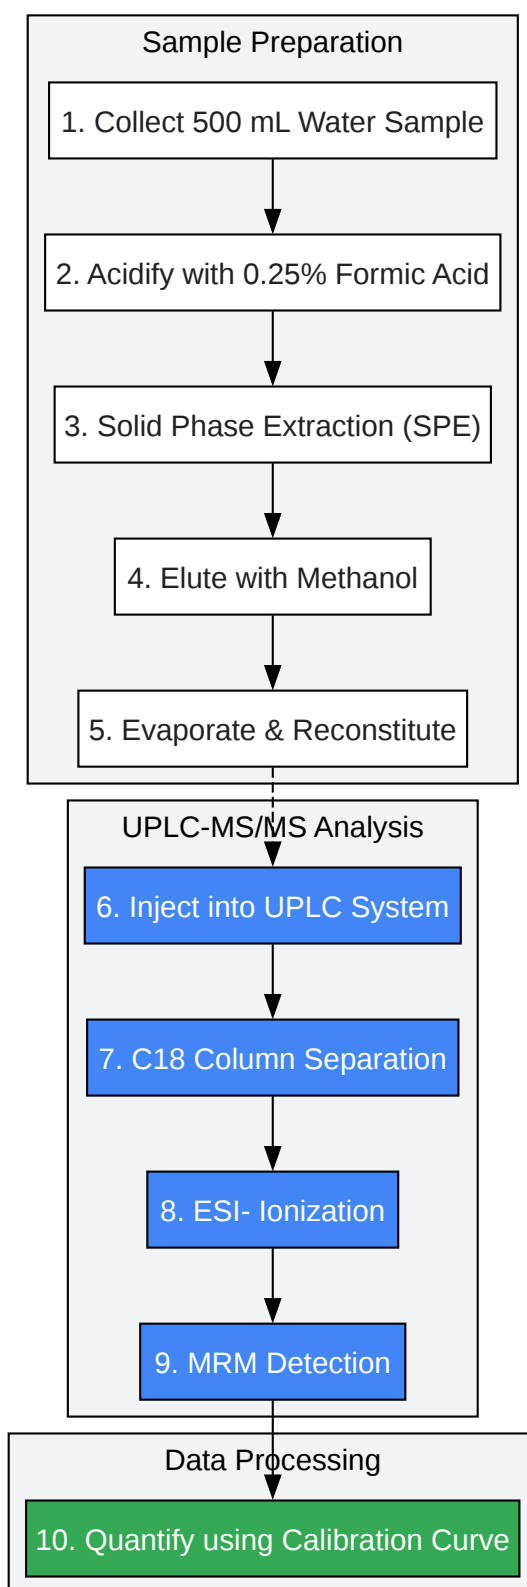 Sample Preparation
1. Collect 500 mL Water Sample
2. Acidify with 0.25% Formic Acid
3. Solid Phase Extraction (SPE)
4. Elute with Methanol
5. Evaporate & Reconstitute
UPLC-MS/MS Analysis
6. Inject into UPLC System
7. C18 Column Separation
8. ESI- Ionization
9. MRM Detection
Data Processing
10. Quantify using Calibration Curve